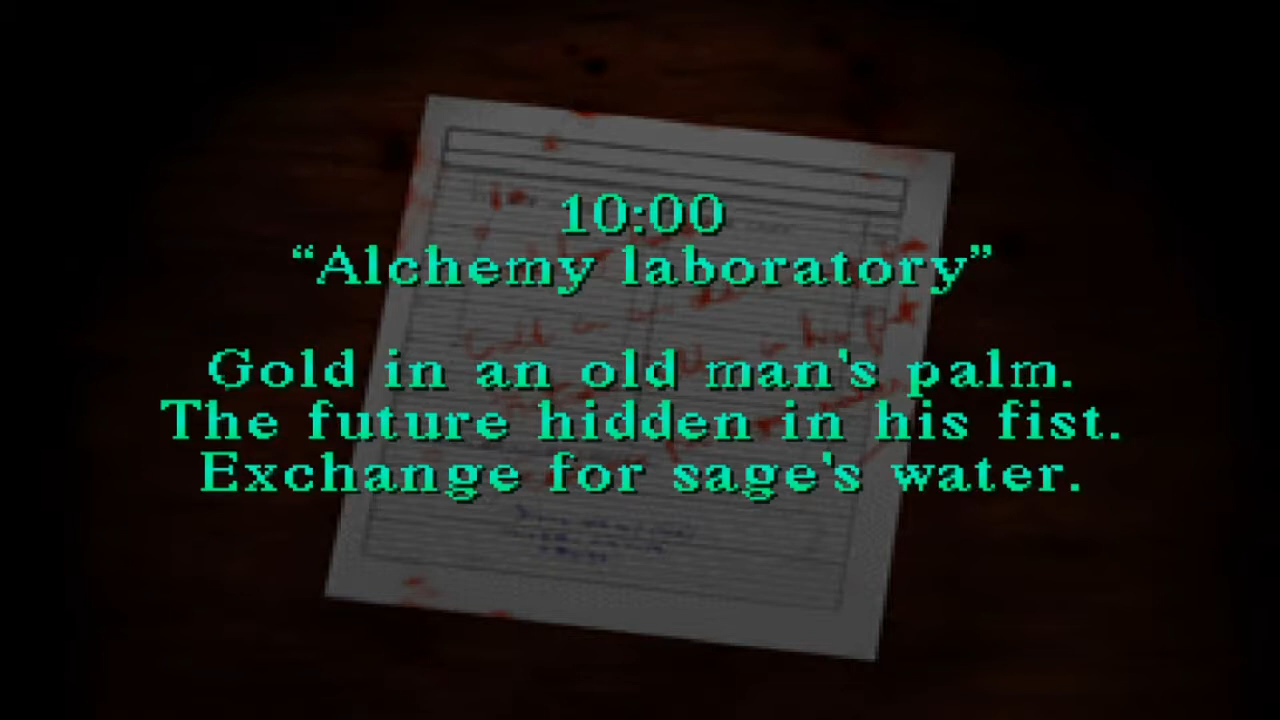 10:00
“Alchemy laboratory”
Gold in an old man's palm.
The future hidden in his fist.
Exchange for sage's water.